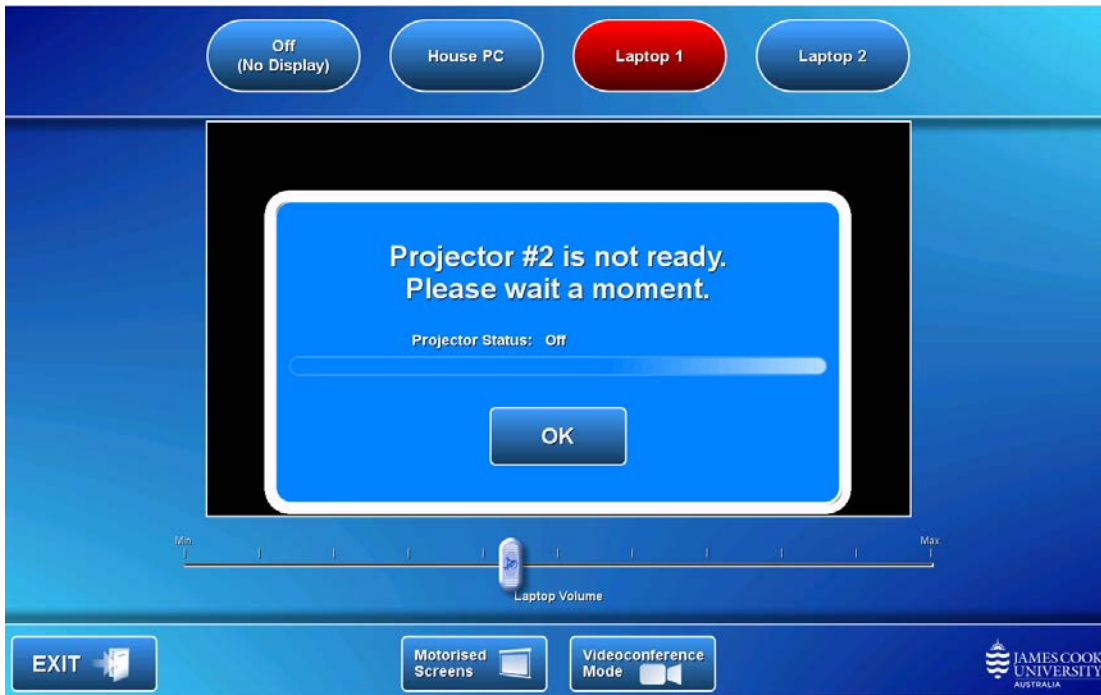 Off
(No Display)
House PC
Laptop 1
Laptop 2
Projector #2 is not ready.
Please wait a moment.
Projector Status: Off
OK
Min
Max
Laptop Volume
EXIT
Motorised
Screens
Videoconference
Mode
JAMES COOK
UNIVERSITY
AUSTRALIA